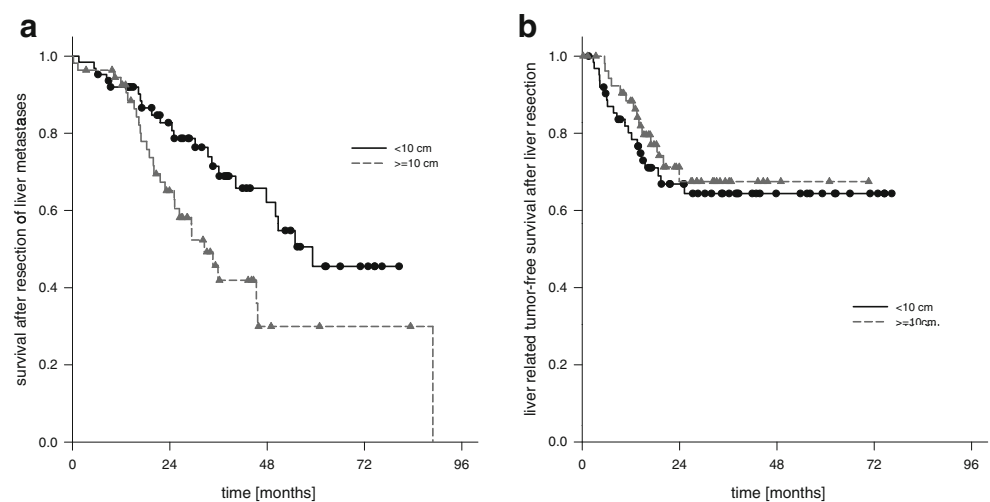 a
survival after resection of liver metastases
1.0
0.8
0.6
0.4
0.2
0.0
<10 cm
>=10 cm
0 24 48 72 96
time [months]
b
liver related tumor-free survival after liver resection
1.0
0.8
0.6
0.4
0.2
0.0
<10 cm
>=10cm.
0 24 48 72 96
time [months]